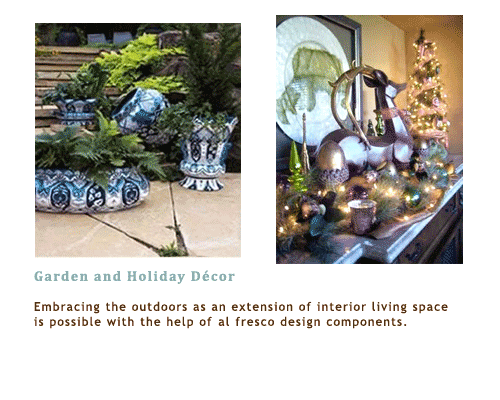 Garden and Holiday Décor
Embracing the outdoors as an extension of interior living space
is possible with the help of al fresco design components.